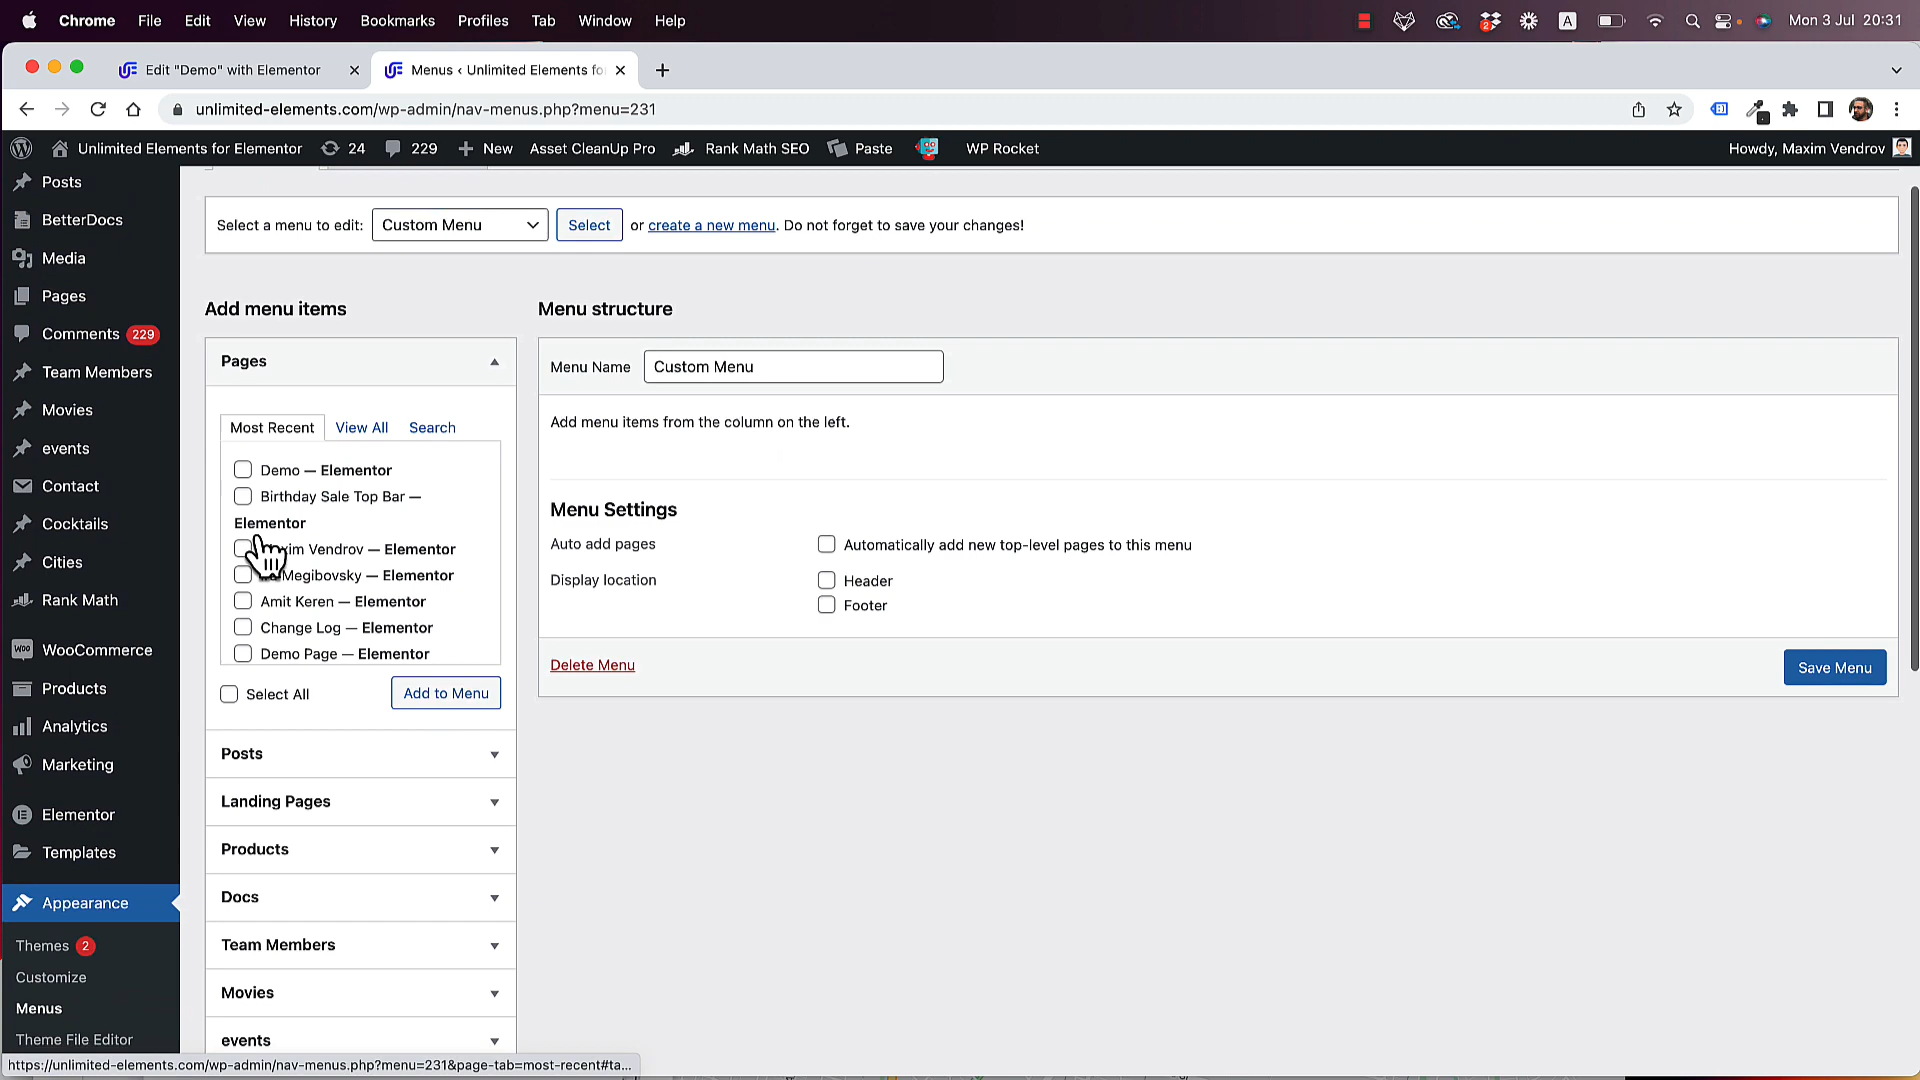 Chrome File Edit View History Bookmarks Profiles Tab Window Help
2 A Mon 3 Jul 20:31
Edit "Demo" with Elementor
Menus ‹ Unlimited Elements fo
unlimited-elements.com/wp-admin/nav-menus.php?menu=231
Unlimited Elements for Elementor 24 229 New Asset CleanUp Pro Rank Math SEO Paste WP Rocket Howdy, Maxim Vendrov
Posts
BetterDocs
Media
Pages
Comments 229
Team Members
Movies
events
Contact
Cocktails
Cities
Rank Math
WooCommerce
Products
Analytics
Marketing
Elementor
Templates
Appearance
Themes 2
Customize
Menus
Theme File Editor
Select a menu to edit: Custom Menu Select or create a new menu. Do not forget to save your changes!
Add menu items
Pages
Most Recent View All Search
Demo — Elementor
Birthday Sale Top Bar —
Elementor
Vendrov — Elementor
Megibovsky — Elementor
Amit Keren — Elementor
Change Log — Elementor
Demo Page — Elementor
Select All Add to Menu
Posts
Landing Pages
Products
Docs
Team Members
Movies
events
Menu structure
Menu Name Custom Menu
Add menu items from the column on the left.
Menu Settings
Auto add pages Automatically add new top-level pages to this menu
Display location Header
Footer
Delete Menu Save Menu
https://unlimited-elements.com/wp-admin/nav-menus.php?menu=231&page-tab=most-recent#ta...